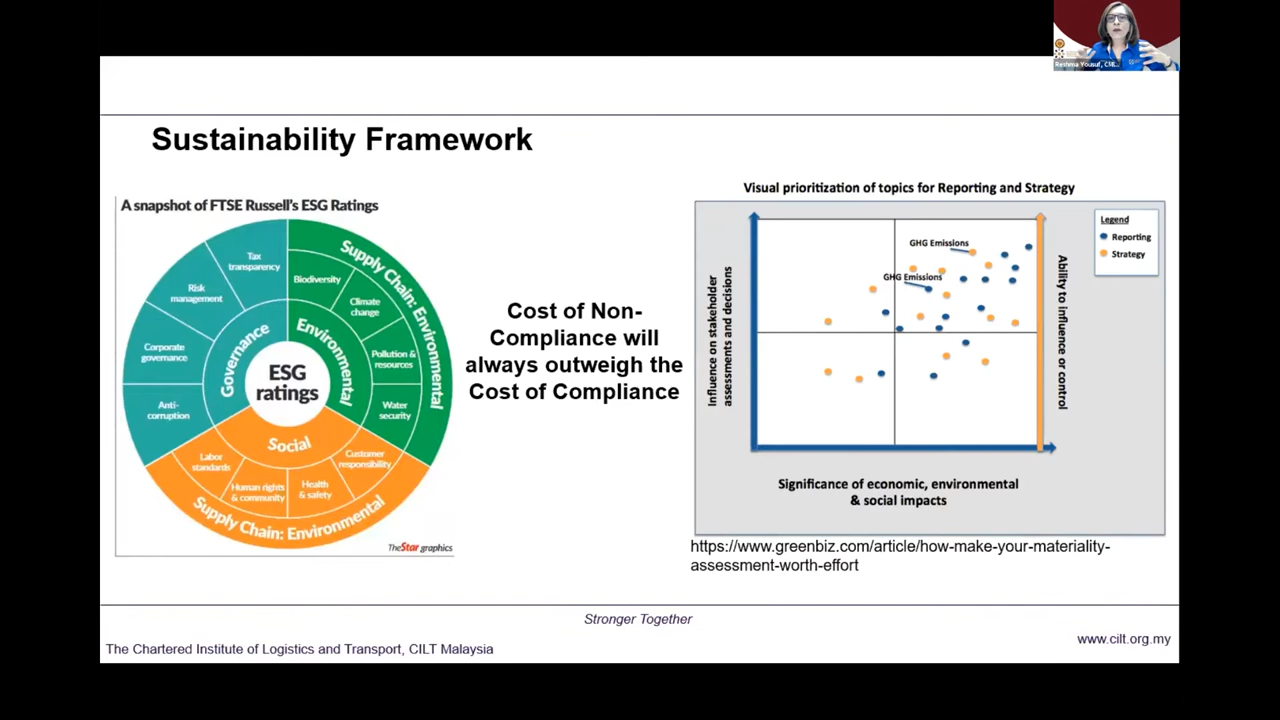 Reshma Yousuf, CMI...
Sustainability Framework
A snapshot of FTSE Russell's ESG Ratings
Tax
transparency
Risk
management
Corporate
governance
Anti-
corruption
Governance
Supply Chain: Environmental
Biodiversity
Climate
change
Pollution &
resources
Water
security
Environmental
ESG
ratings
Social
Labor
standards
Human rights
& community
Health
& safety
Customer
responsibility
Supply Chain: Environmental
TheStar graphics
Cost of Non-
Compliance will
always outweigh the
Cost of Compliance
Visual prioritization of topics for Reporting and Strategy
Influence on stakeholder
assessments and decisions
GHG Emissions
GHG Emissions
Ability to influence or control
Legend
Reporting
Strategy
Significance of economic, environmental
& social impacts
https://www.greenbiz.com/article/how-make-your-materiality-
assessment-worth-effort
Stronger Together
The Chartered Institute of Logistics and Transport, CILT Malaysia
www.cilt.org.my